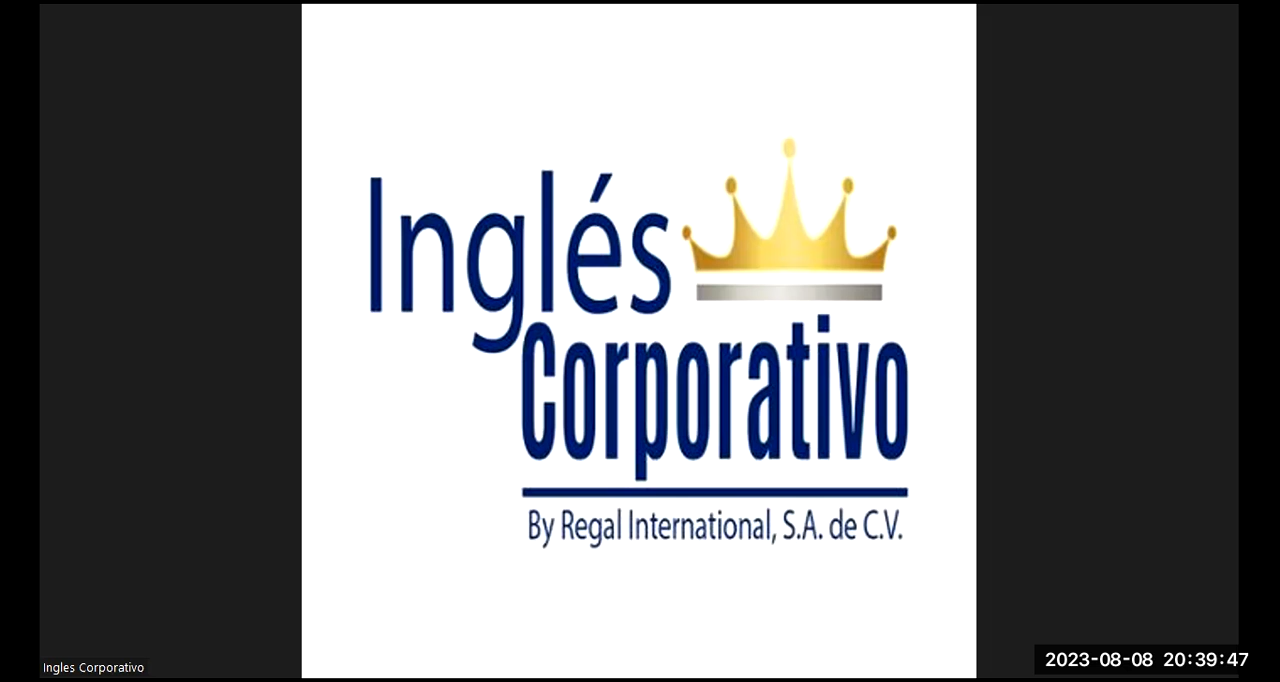 Inglés
Corporativo
By Regal International, S.A. de C.V.
Ingles Corporativo
2023-08-08 20:39:47